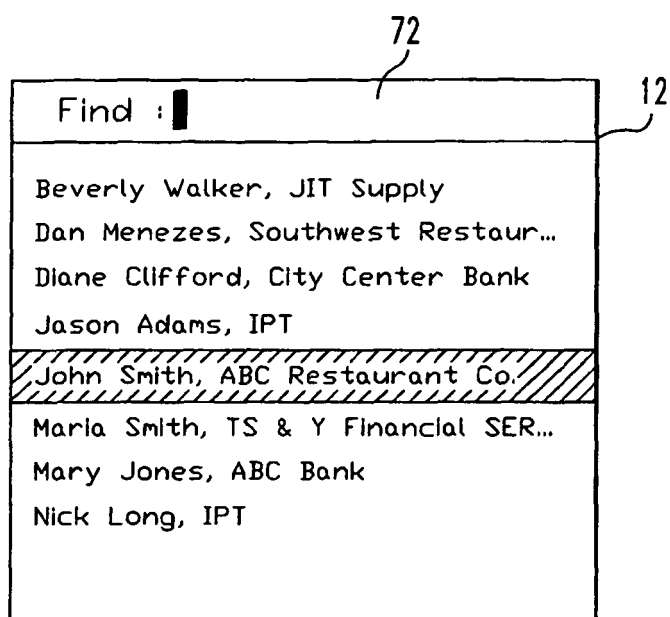 72
12
Find :
Beverly Walker, JIT Supply
Dan Menezes, Southwest Restaur...
Diane Clifford, City Center Bank
Jason Adams, IPT
John Smith, ABC Restaurant Co.
Maria Smith, TS & Y Financial SER...
Mary Jones, ABC Bank
Nick Long, IPT